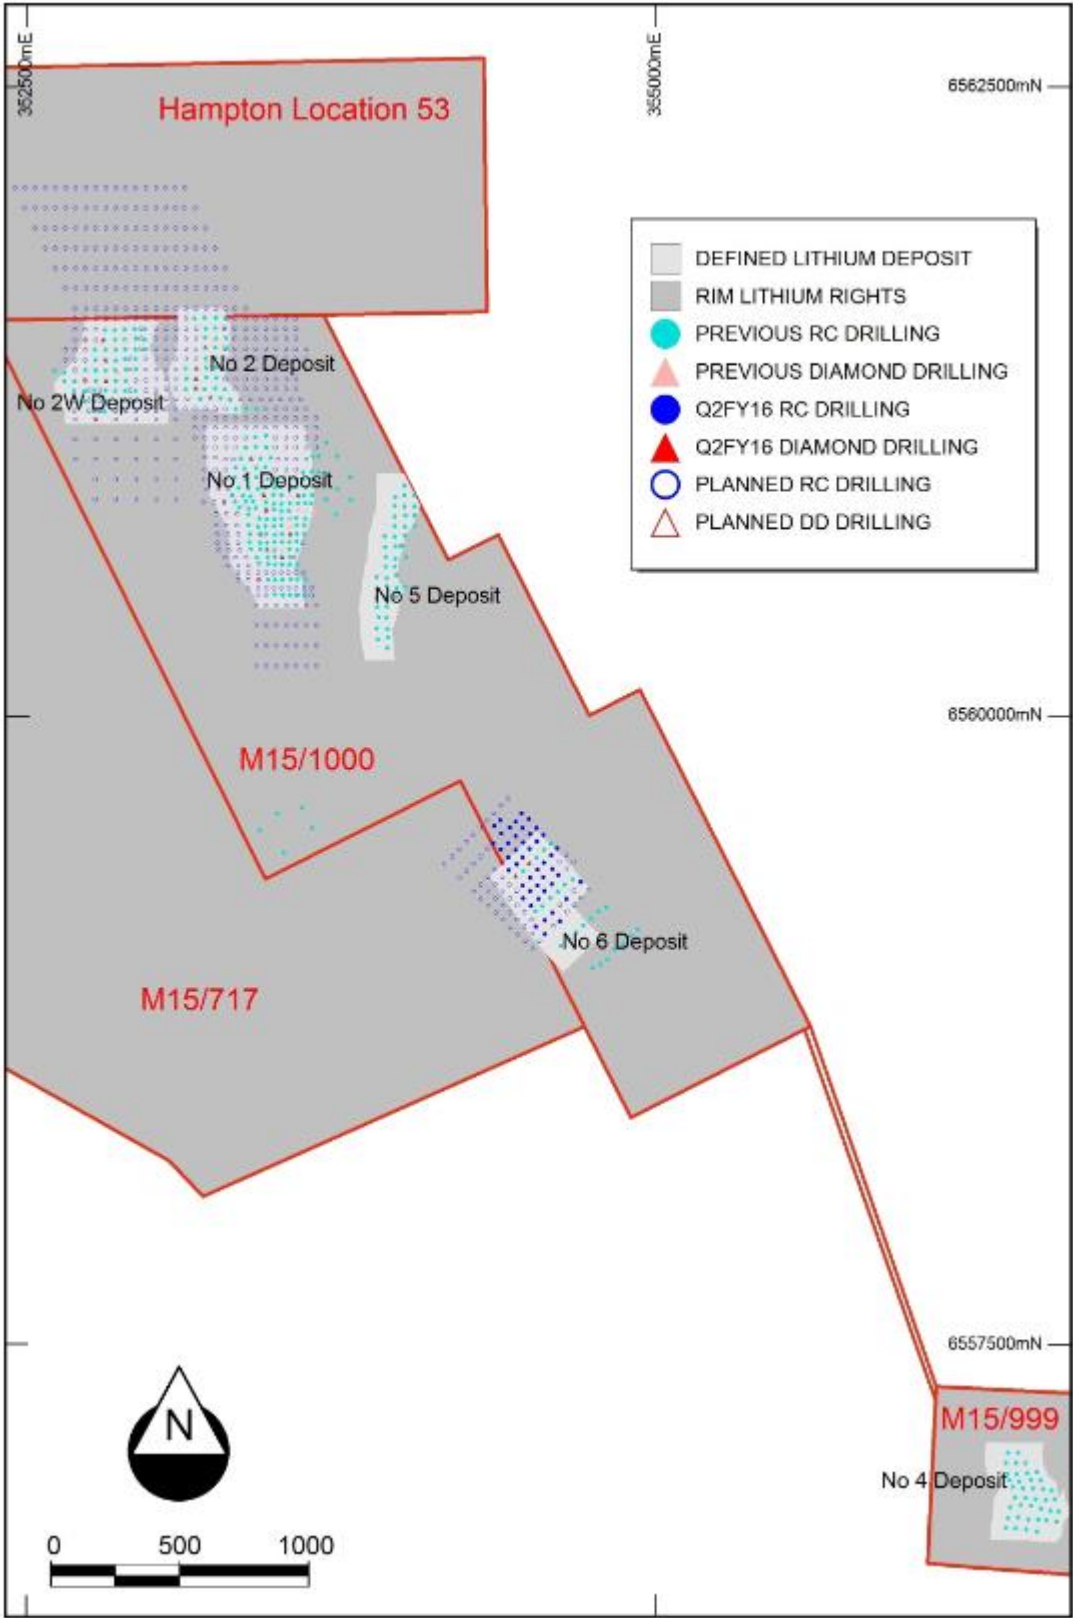 352500mE
355000mE
6562500mN
Hampton Location 53
DEFINED LITHIUM DEPOSIT
RIM LITHIUM RIGHTS
PREVIOUS RC DRILLING
PREVIOUS DIAMOND DRILLING
Q2FY16 RC DRILLING
Q2FY16 DIAMOND DRILLING
PLANNED RC DRILLING
PLANNED DD DRILLING
No 2 Deposit
No 2W Deposit
No 1 Deposit
No 5 Deposit
6560000mN
M15/1000
No 6 Deposit
M15/717
6557500mN
M15/999
No 4 Deposit
N
0 500 1000